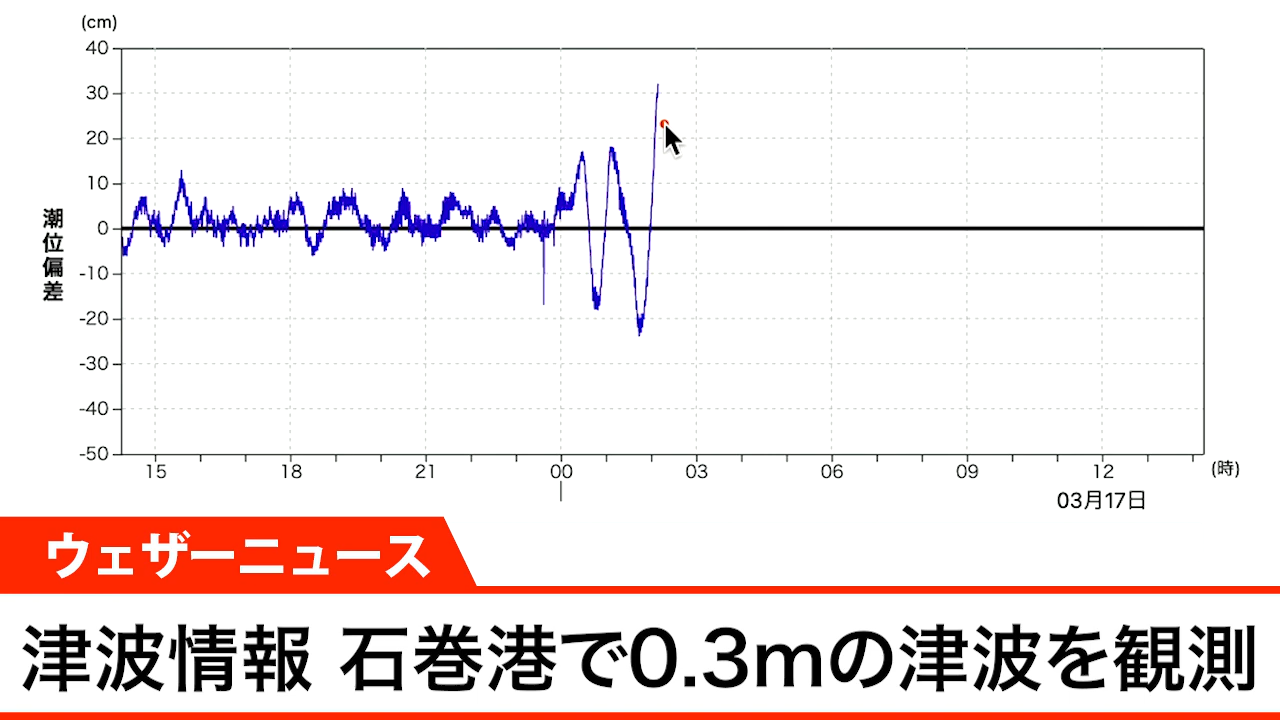 (cm)
40
30
20
10
0
-10
-20
-30
-40
-50
潮位偏差
15 18 21 00 03 06 09 12 (時)
03月17日
ウェザーニュース
津波情報 石巻港で0.3mの津波を観測